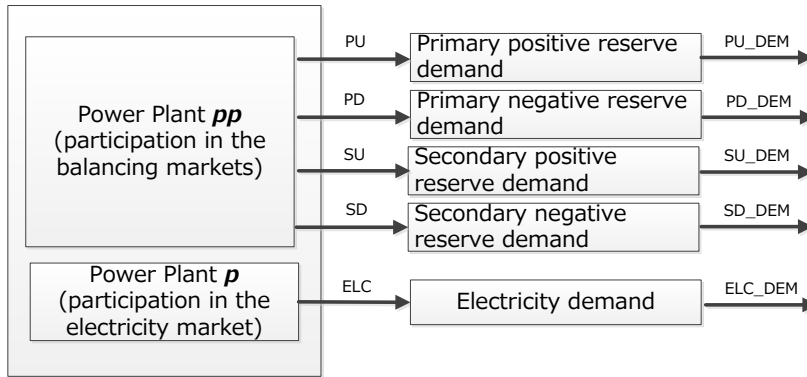 PU
Primary positive reserve
demand
PU_DEM
PD
Primary negative reserve
demand
PD_DEM
Power Plant pp
(participation in the
balancing markets)
SU
Secondary positive
reserve demand
SU_DEM
SD
Secondary negative
reserve demand
SD_DEM
Power Plant p
(participation in the
electricity market)
ELC
Electricity demand
ELC_DEM